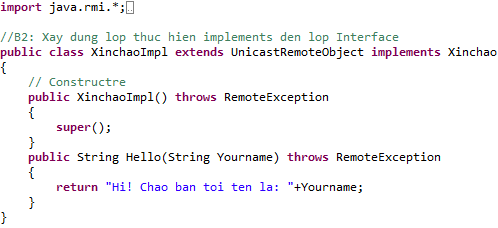 import java.rmi.*;
//B2: Xay dung lop thuc hien implements den lop Interface
public class XinchaoImpl extends UnicastRemoteObject implements Xinchao
{
// Constructre
public XinchaoImpl() throws RemoteException
{
super();
}
public String Hello(String Yourname) throws RemoteException
{
return "Hi! Chao ban toi ten la: "+Yourname;
}
}